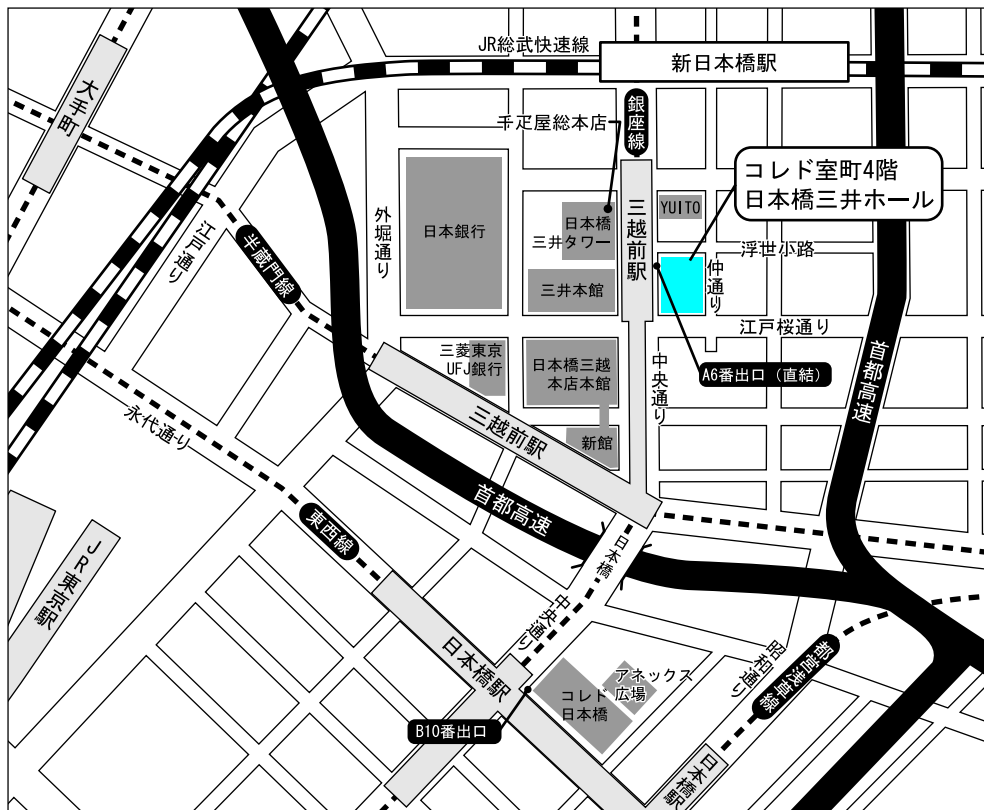 JR総武快速線
新日本橋駅
大手町
銀座線
千疋屋総本店
コレド室町4階
日本橋三井ホール
三越前駅
YUITO
日本橋
三井タワー
日本銀行
外堀通り
江戸通り
半蔵門線
浮世小路
仲通り
三井本館
江戸桜通り
三菱東京
UFJ銀行
日本橋三越
本店本館
中央通り
A6番出口(直結)
首都高速
永代通り
三越前駅
新館
首都高速
東西線
日本橋
JR東京駅
中央通り
日本橋駅
アネックス
広場
コレド
日本橋
昭和通り
都営浅草線
B10番出口
日本橋駅